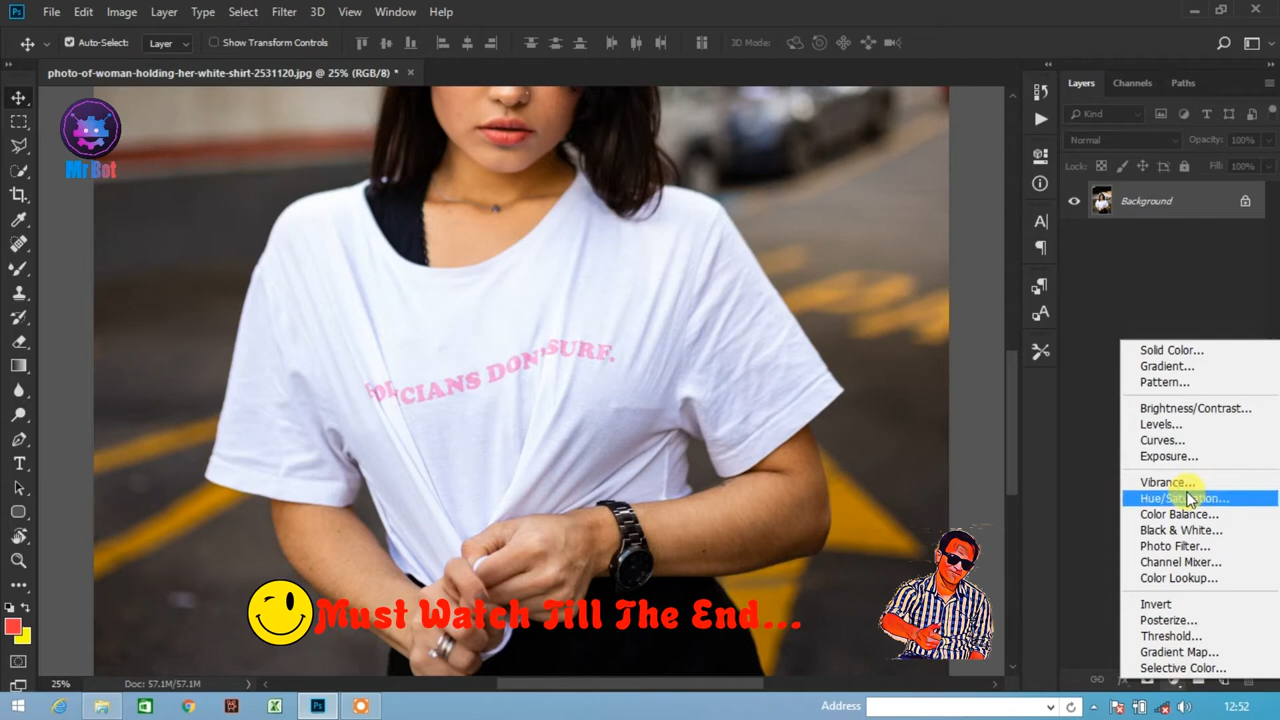 Ps File Edit Image Layer Type Select Filter 3D View Window Help
Auto-Select: Layer Show Transform Controls 3D Mode:
photo-of-woman-holding-her-white-shirt-2531120.jpg @ 25% (RGB/8) *
Layers Channels Paths
Kind
Normal Opacity: 100%
Lock: Fill: 100%
Background
Mr Bot
CIANS DON'SURF.
Solid Color...
Gradient...
Pattern...
Brightness/Contrast...
Levels...
Curves...
Exposure...
Vibrance...
Hue/Saturation...
Color Balance...
Black & White...
Photo Filter...
Channel Mixer...
Color Lookup...
Invert
Posterize...
Threshold...
Gradient Map...
Selective Color...
Must Watch Till The End...
25% Doc: 57.1M/57.1M
Address
12:52